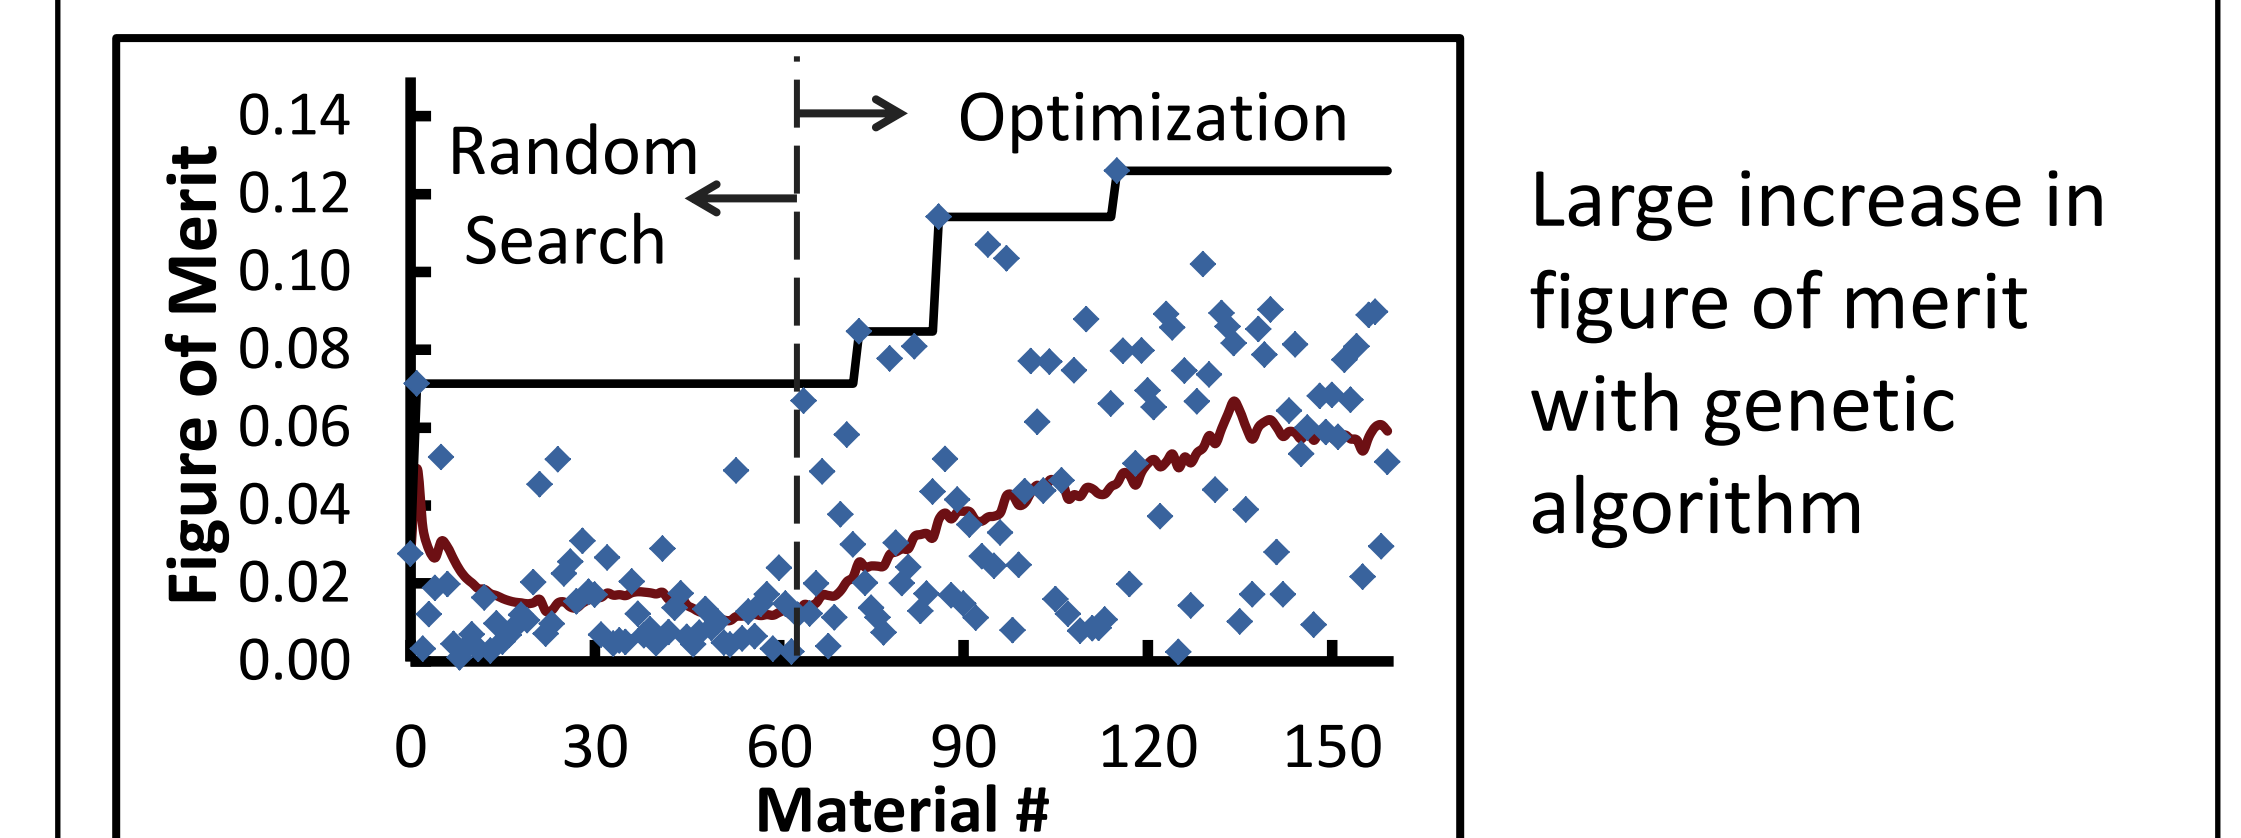 0.14
0.12
0.10
0.08
0.06
0.04
0.02
0.00
Figure of Merit
Random
Search
Optimization
0 30 60 90 120 150
Material #
Large increase in
figure of merit
with genetic
algorithm